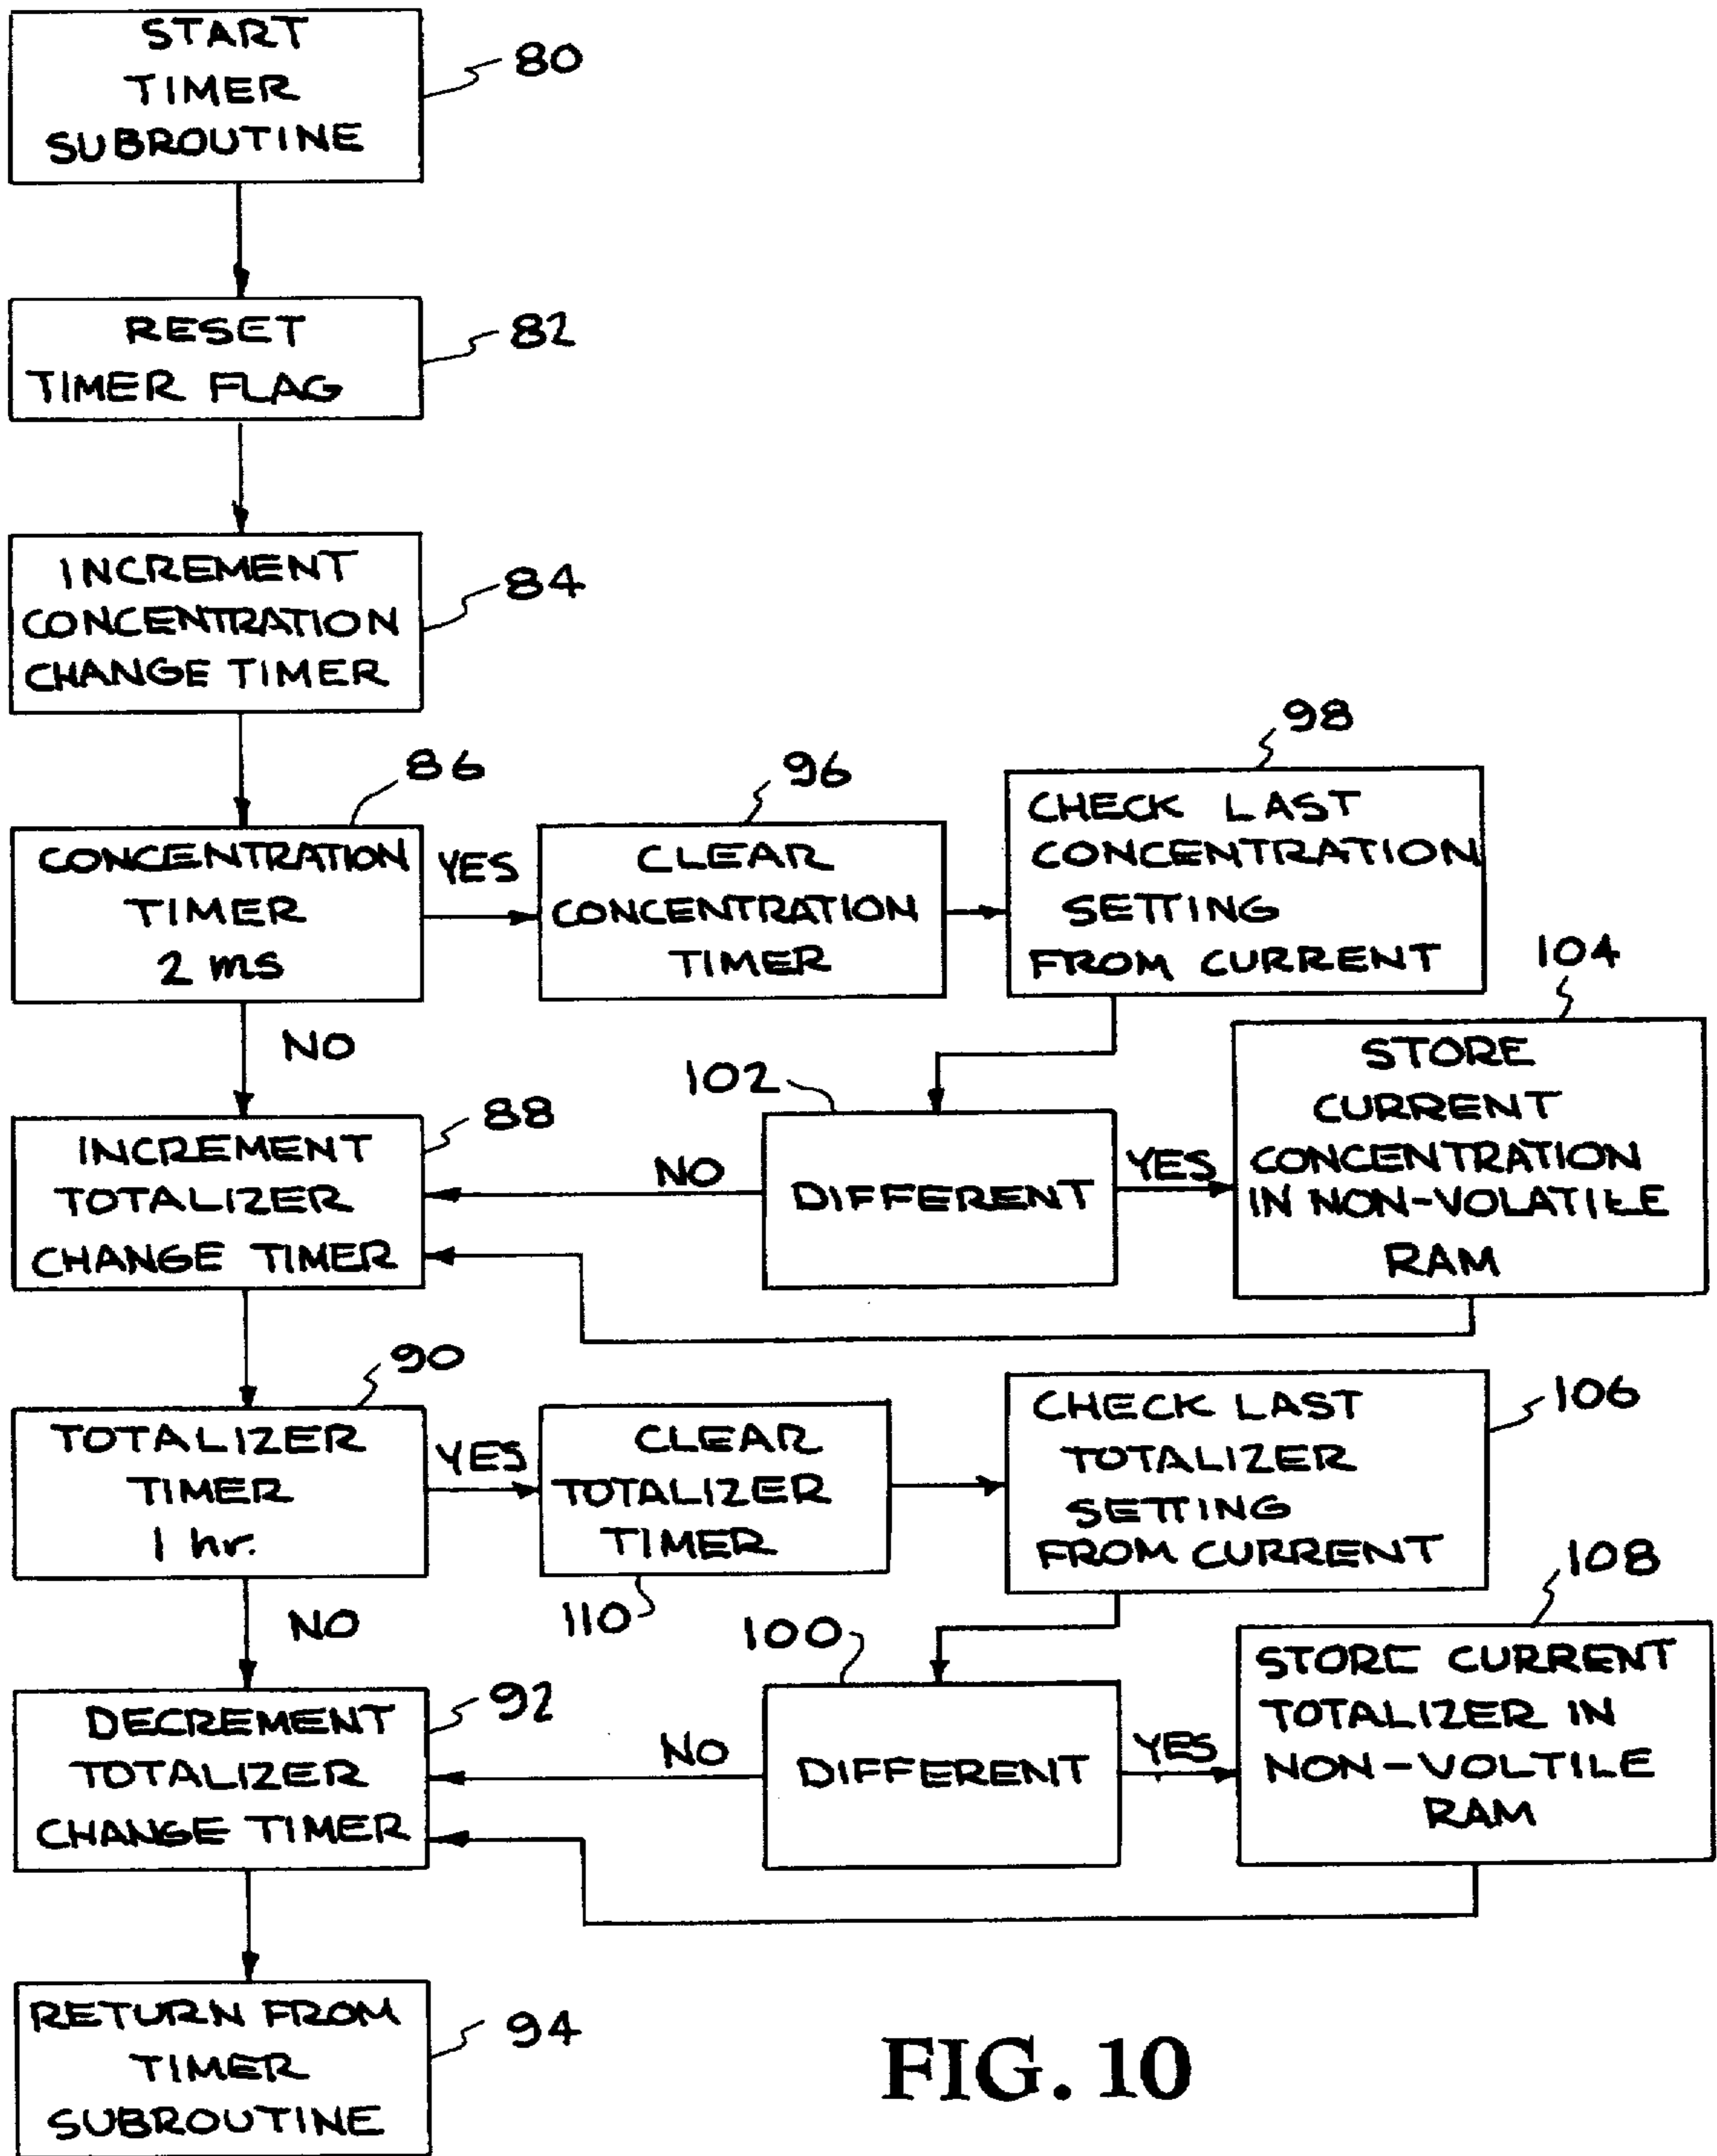 START
TIMER
SUBROUTINE
80
RESET
TIMER FLAG
82
INCREMENT
CONCENTRATION
CHANGE TIMER
84
CONCENTRATION
TIMER
2 ms
86
YES
NO
CLEAR
CONCENTRATION
TIMER
96
CHECK LAST
CONCENTRATION
SETTING
FROM CURRENT
98
INCREMENT
TOTALIZER
CHANGE TIMER
88
NO
DIFFERENT
102
YES
STORE
CURRENT
CONCENTRATION
IN NON-VOLATILE
RAM
104
TOTALIZER
TIMER
1 hr.
90
YES
NO
CLEAR
TOTALIZER
TIMER
110
CHECK LAST
TOTALIZER
SETTING
FROM CURRENT
106
DECREMENT
TOTALIZER
CHANGE TIMER
92
NO
DIFFERENT
100
YES
STORE CURRENT
TOTALIZER IN
NON-VOLTILE
RAM
108
RETURN FROM
TIMER
SUBROUTINE
94
FIG. 10